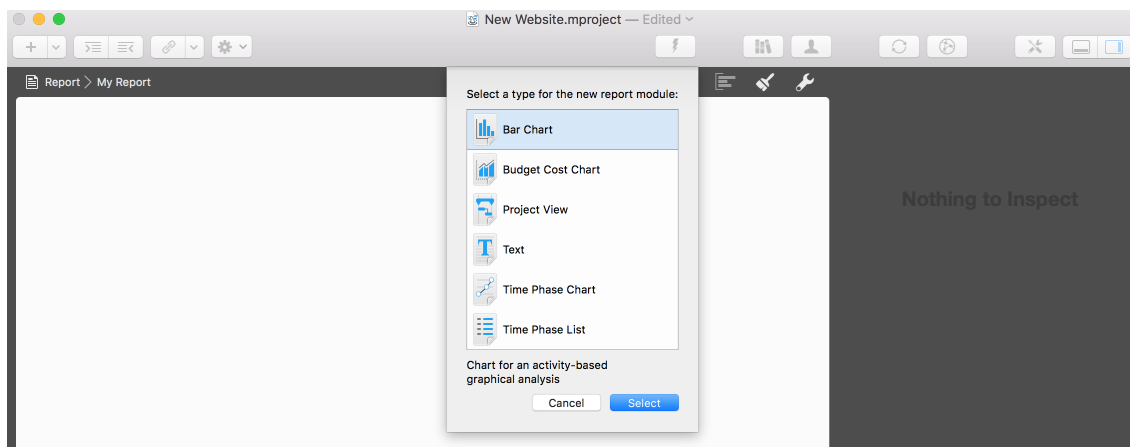 New Website.mproject — Edited
Report > My Report
Select a type for the new report module:
Bar Chart
Budget Cost Chart
Project View
Text
Time Phase Chart
Time Phase List
Chart for an activity-based
graphical analysis
Cancel Select
Nothing to Inspect